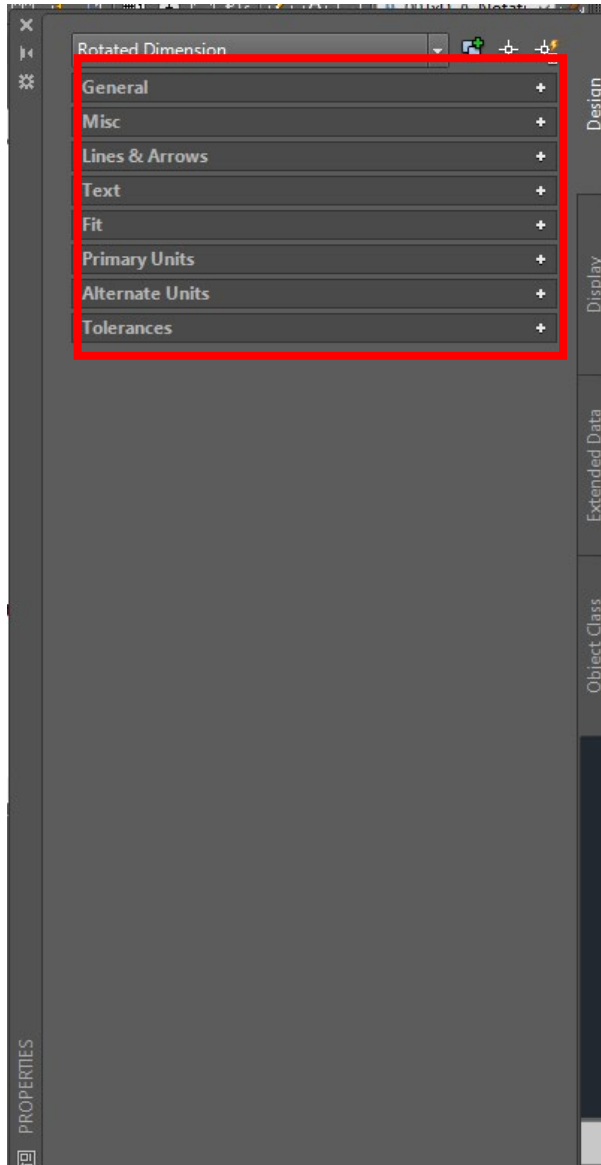 Rotated Dimension
General
Misc
Lines & Arrows
Text
Fit
Primary Units
Alternate Units
Tolerances
Design
Display
Extended Data
Object Class
PROPERTIES